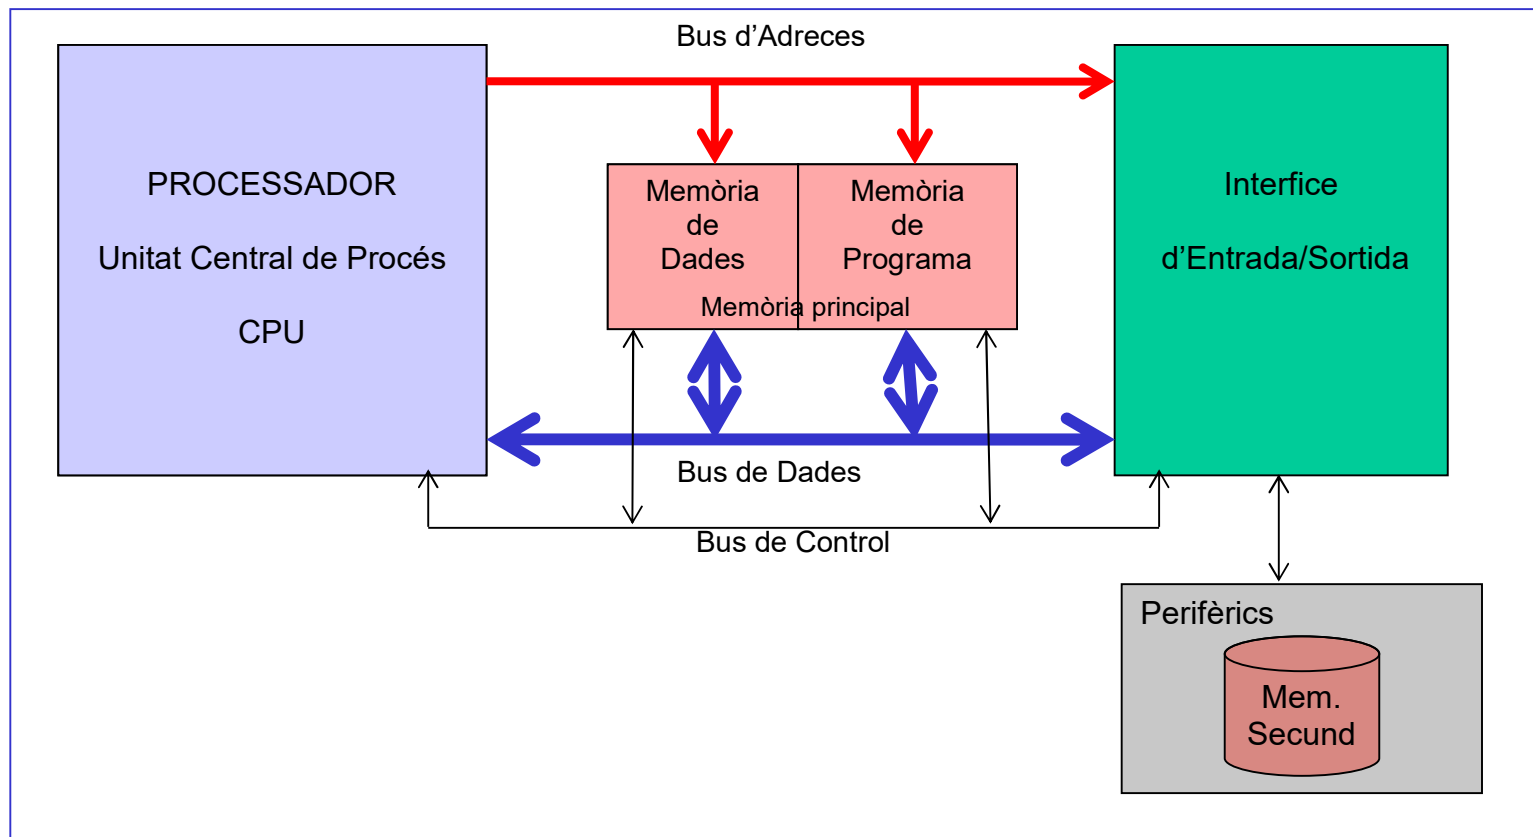 Bus d’Adreces
PROCESSADOR
Unitat Central de Procés
CPU
Memòria
de
Dades
Memòria
de
Programa
Memòria principal
Interfice
d’Entrada/Sortida
Bus de Dades
Bus de Control
Perifèrics
Mem.
Secund